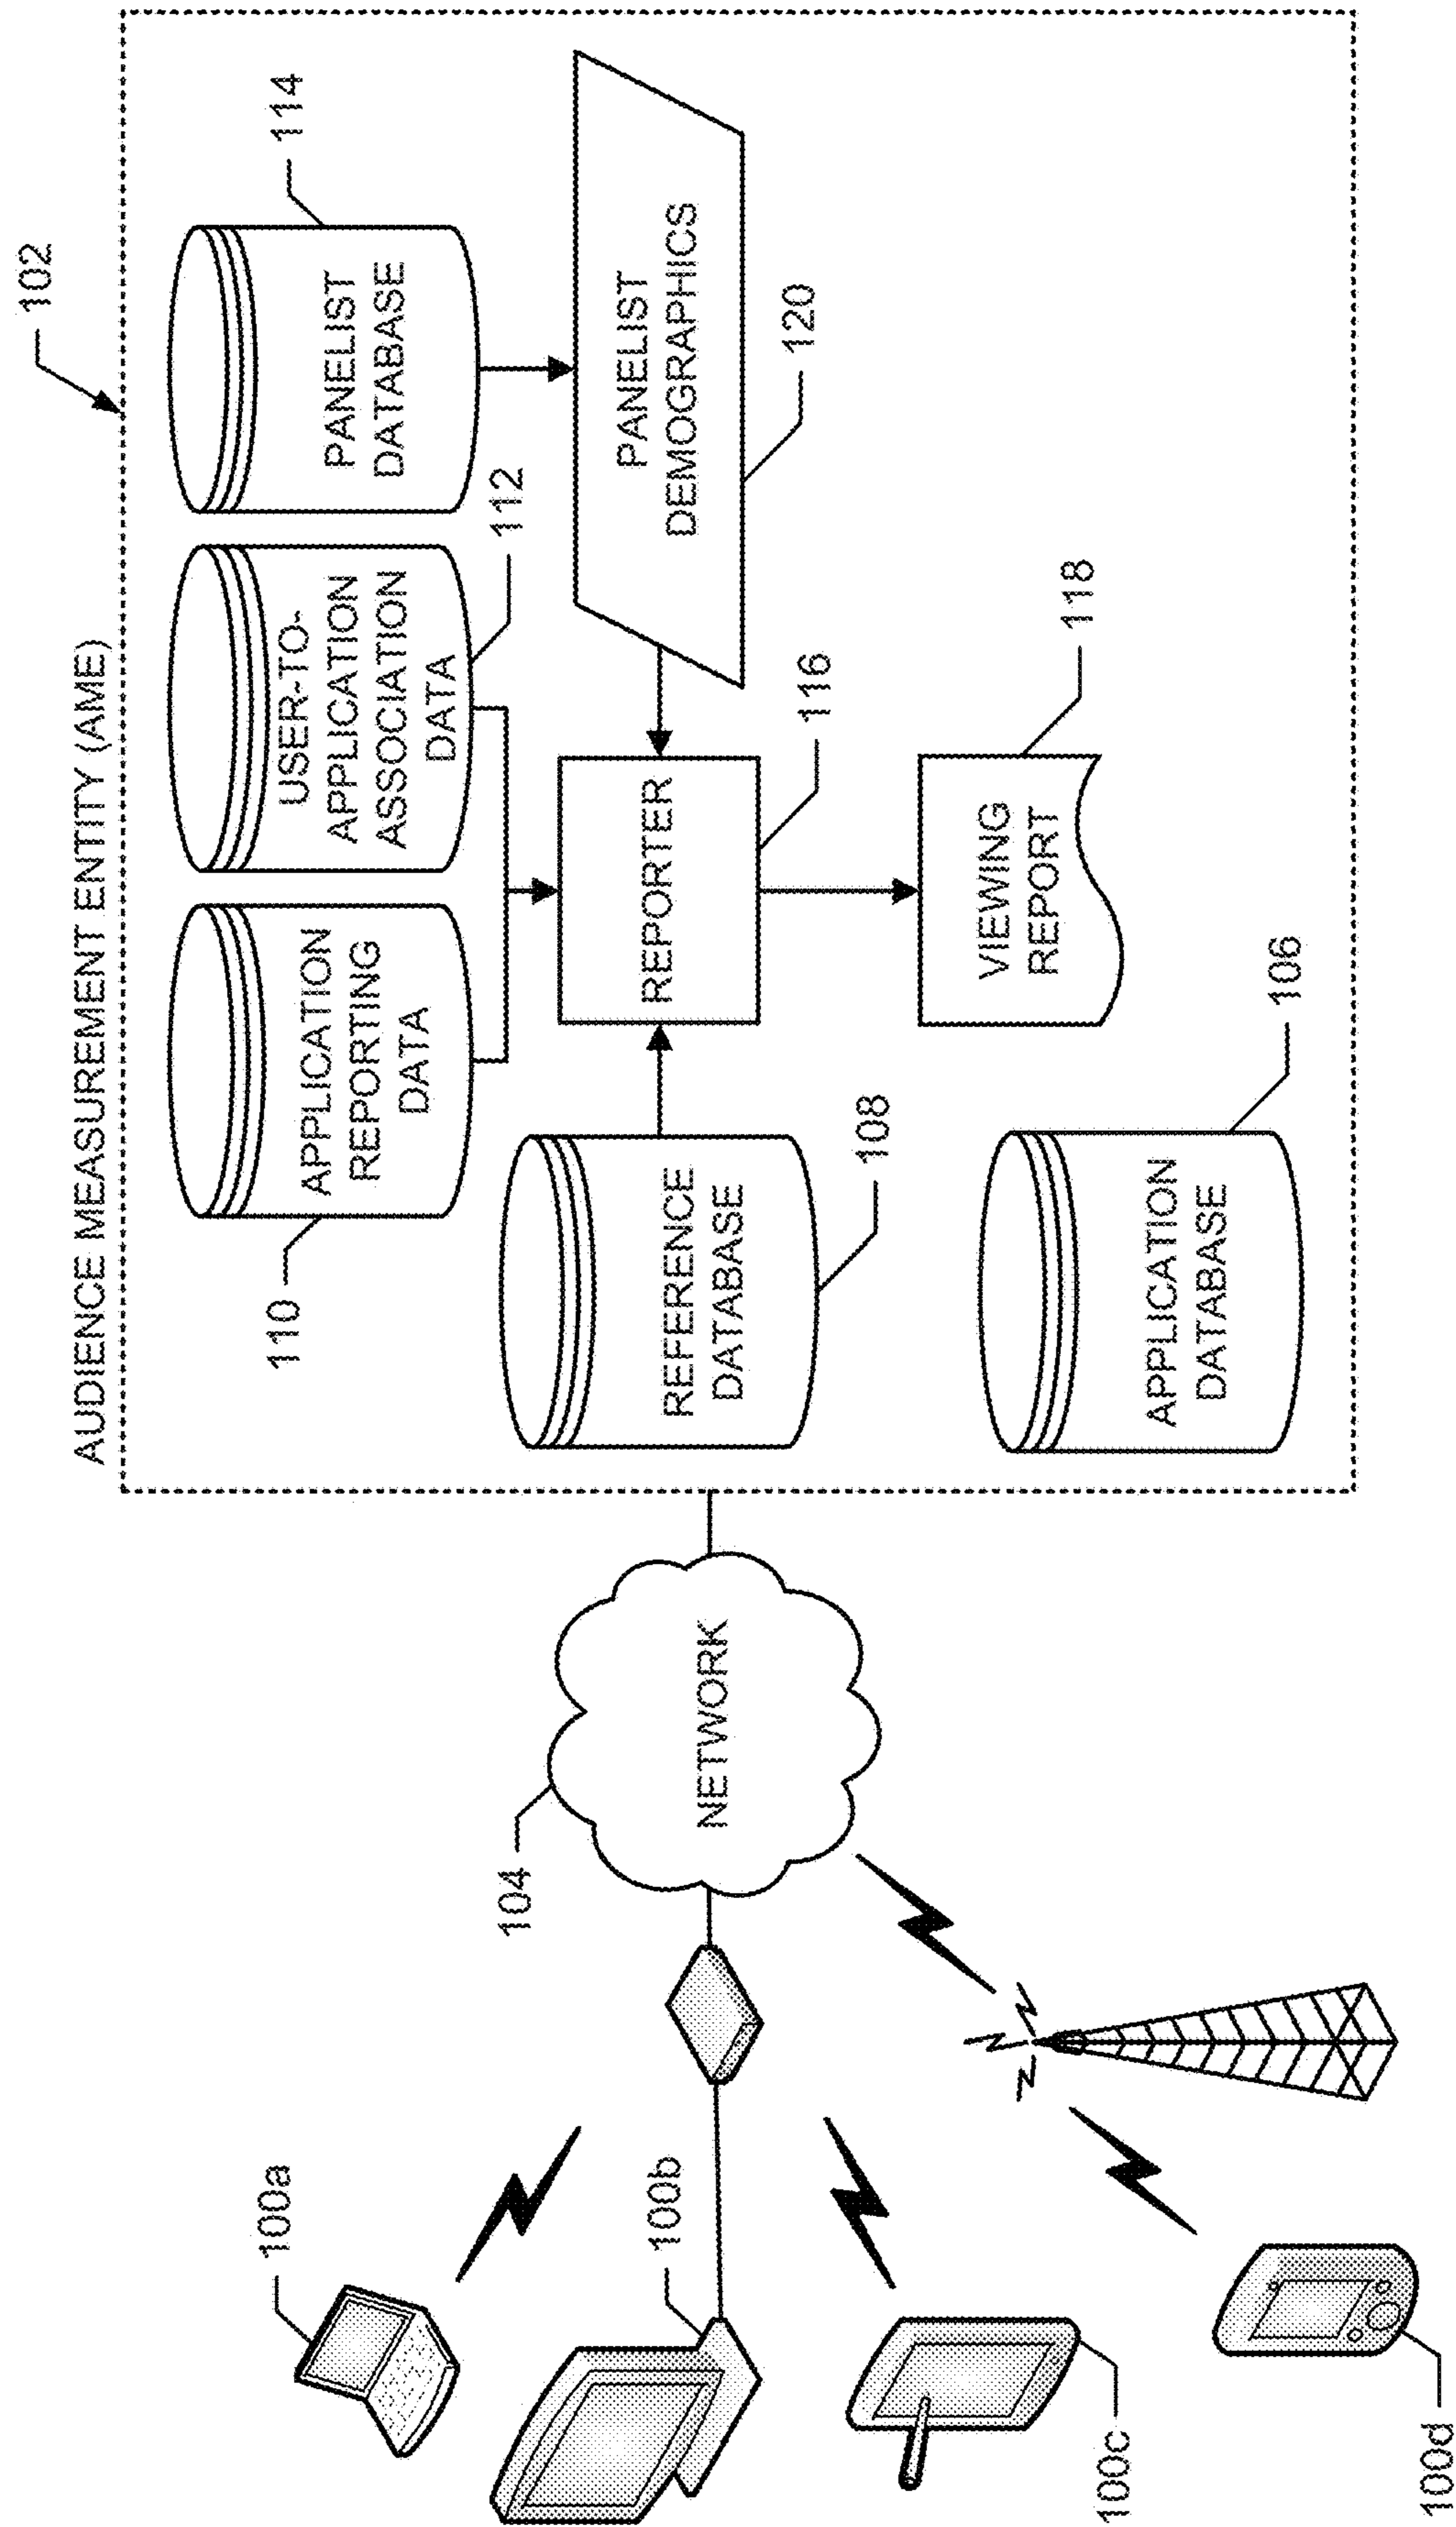 AUDIENCE MEASUREMENT ENTITY (AME)
102
110
APPLICATION
REPORTING
DATA
USER-TO-
APPLICATION
ASSOCIATION
DATA
112
PANELIST
DATABASE
114
REFERENCE
DATABASE
108
REPORTER
116
PANELIST
DEMOGRAPHICS
120
VIEWING
REPORT
118
APPLICATION
DATABASE
106
104
NETWORK
100a
100b
100c
100d